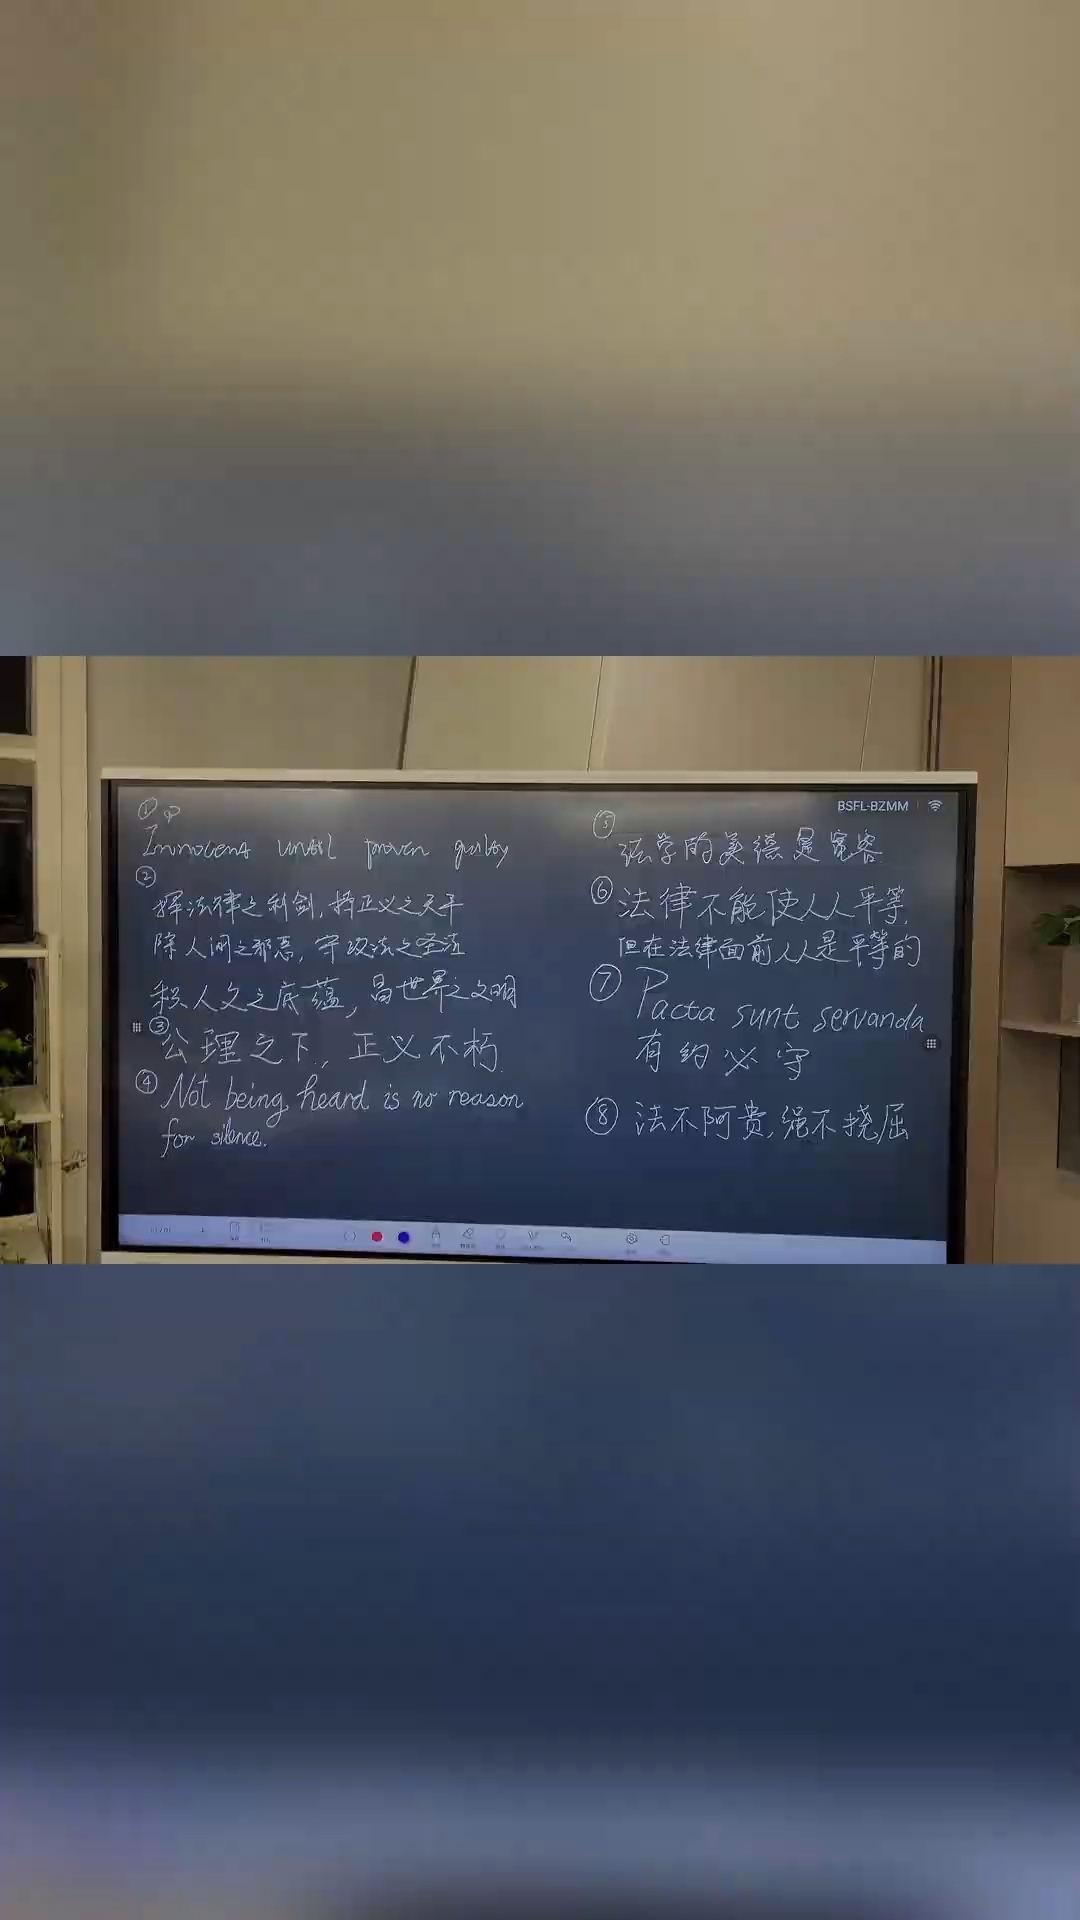 ①
Innocent until proven guilty
②
挥法律之利剑,持正义之天平
除人间之邪恶,守政法之圣洁
积人文之底蕴,昌世界之文明
③
公理之下,正义不朽
④ Not being heard is no reason
for silence.
BSFL-BZMM
⑤
法学的美德是宽容
⑥ 法律不能使人人平等,
但在法律面前人人是平等的
⑦ Pacta sunt servanda
有约必守
⑧ 法不阿贵,绳不挠屈